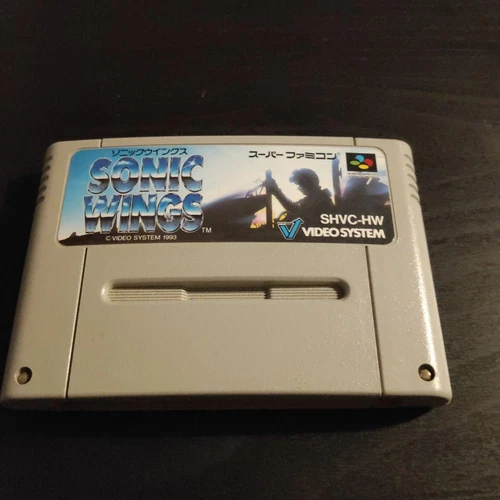 ソニックウイングス
SONIC
WINGS
TM
© VIDEO SYSTEM 1993
スーパーファミコン
SHVC-HW
VIDEO SYSTEM